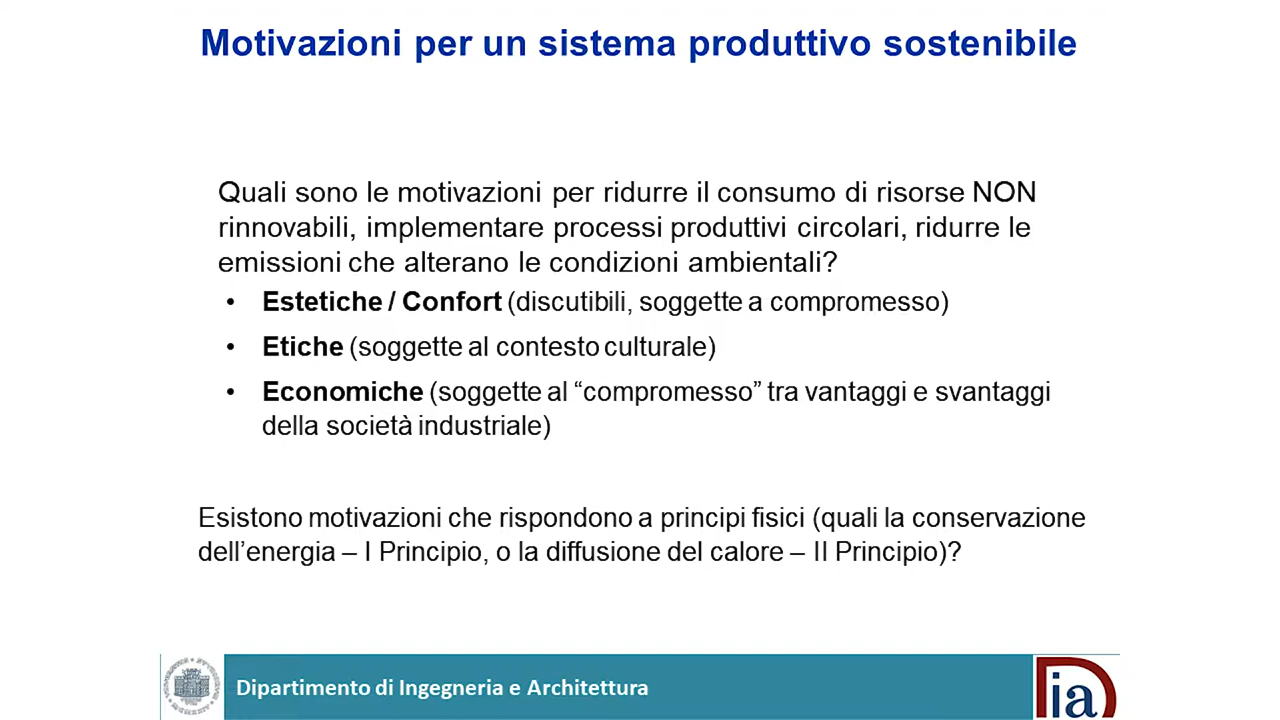 Motivazioni per un sistema produttivo sostenibile
Quali sono le motivazioni per ridurre il consumo di risorse NON
rinnovabili, implementare processi produttivi circolari, ridurre le
emissioni che alterano le condizioni ambientali?
• Estetiche / Confort (discutibili, soggette a compromesso)
• Etiche (soggette al contesto culturale)
• Economiche (soggette al “compromesso” tra vantaggi e svantaggi
della società industriale)
Esistono motivazioni che rispondono a principi fisici (quali la conservazione
dell’energia – I Principio, o la diffusione del calore – II Principio)?
Dipartimento di Ingegneria e Architettura
Dia